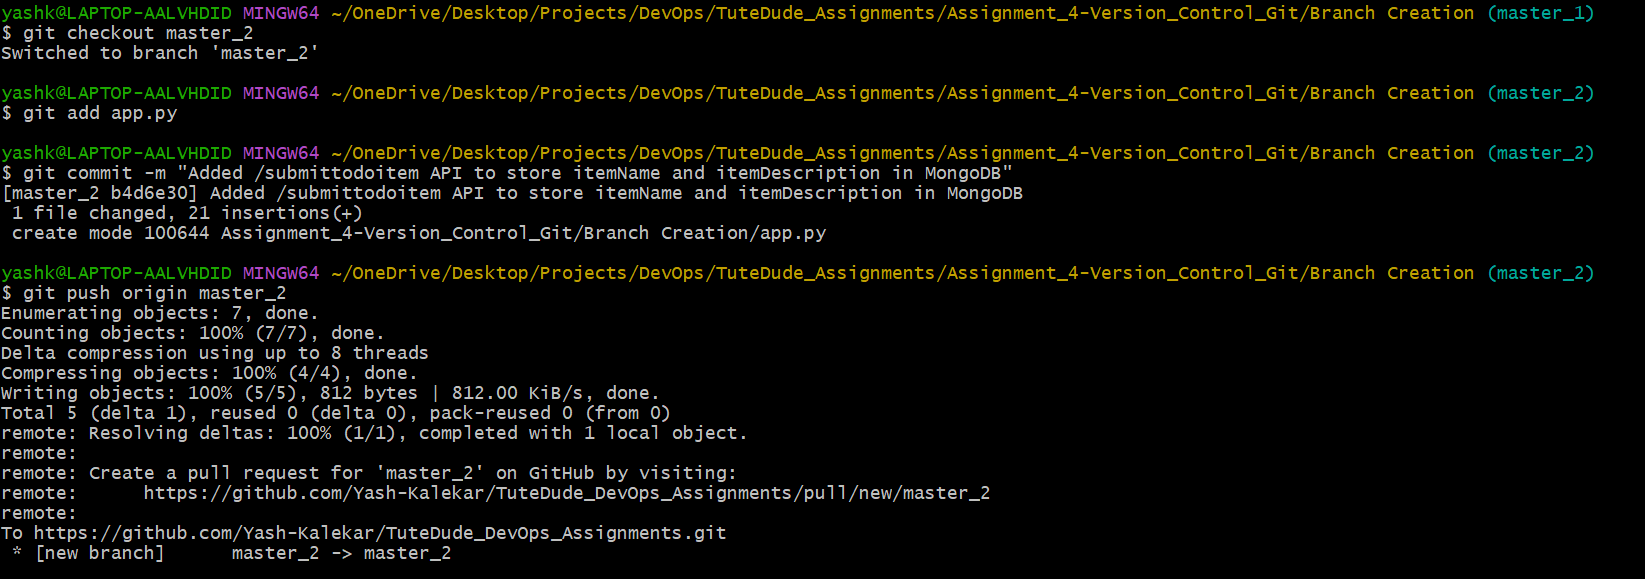 yashk@LAPTOP-AALVHDID MINGW64 ~/OneDrive/Desktop/Projects/DevOps/TuteDude_Assignments/Assignment_4-Version_Control_Git/Branch Creation (master_1)
$ git checkout master_2
Switched to branch 'master_2'
yashk@LAPTOP-AALVHDID MINGW64 ~/OneDrive/Desktop/Projects/DevOps/TuteDude_Assignments/Assignment_4-Version_Control_Git/Branch Creation (master_2)
$ git add app.py
yashk@LAPTOP-AALVHDID MINGW64 ~/OneDrive/Desktop/Projects/DevOps/TuteDude_Assignments/Assignment_4-Version_Control_Git/Branch Creation (master_2)
$ git commit -m "Added /submittodoitem API to store itemName and itemDescription in MongoDB"
[master_2 b4d6e30] Added /submittodoitem API to store itemName and itemDescription in MongoDB
 1 file changed, 21 insertions(+)
 create mode 100644 Assignment_4-Version_Control_Git/Branch Creation/app.py
yashk@LAPTOP-AALVHDID MINGW64 ~/OneDrive/Desktop/Projects/DevOps/TuteDude_Assignments/Assignment_4-Version_Control_Git/Branch Creation (master_2)
$ git push origin master_2
Enumerating objects: 7, done.
Counting objects: 100% (7/7), done.
Delta compression using up to 8 threads
Compressing objects: 100% (4/4), done.
Writing objects: 100% (5/5), 812 bytes | 812.00 KiB/s, done.
Total 5 (delta 1), reused 0 (delta 0), pack-reused 0 (from 0)
remote: Resolving deltas: 100% (1/1), completed with 1 local object.
remote:
remote: Create a pull request for 'master_2' on GitHub by visiting:
remote:      https://github.com/Yash-Kalekar/TuteDude_DevOps_Assignments/pull/new/master_2
remote:
To https://github.com/Yash-Kalekar/TuteDude_DevOps_Assignments.git
 * [new branch]      master_2 -> master_2